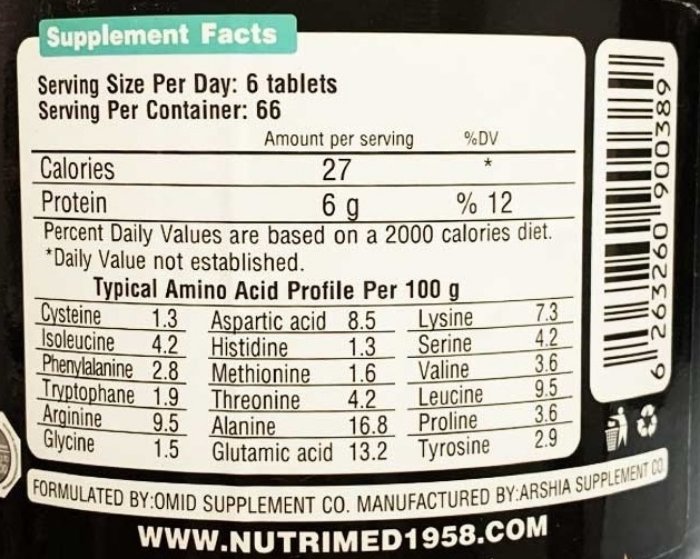 Supplement Facts
Serving Size Per Day: 6 tablets
Serving Per Container: 66
Amount per serving %DV
Calories 27 *
Protein 6 g % 12
Percent Daily Values are based on a 2000 calories diet.
*Daily Value not established.
Typical Amino Acid Profile Per 100 g
Cysteine 1.3 Aspartic acid 8.5 Lysine 7.3
Isoleucine 4.2 Histidine 1.3 Serine 4.2
Phenylalanine 2.8 Methionine 1.6 Valine 3.6
Tryptophane 1.9 Threonine 4.2 Leucine 9.5
Arginine 9.5 Alanine 16.8 Proline 3.6
Glycine 1.5 Glutamic acid 13.2 Tyrosine 2.9
6 263260 900389
FORMULATED BY:OMID SUPPLEMENT CO. MANUFACTURED BY:ARSHIA SUPPLEMENT CO.
WWW.NUTRIMED1958.COM